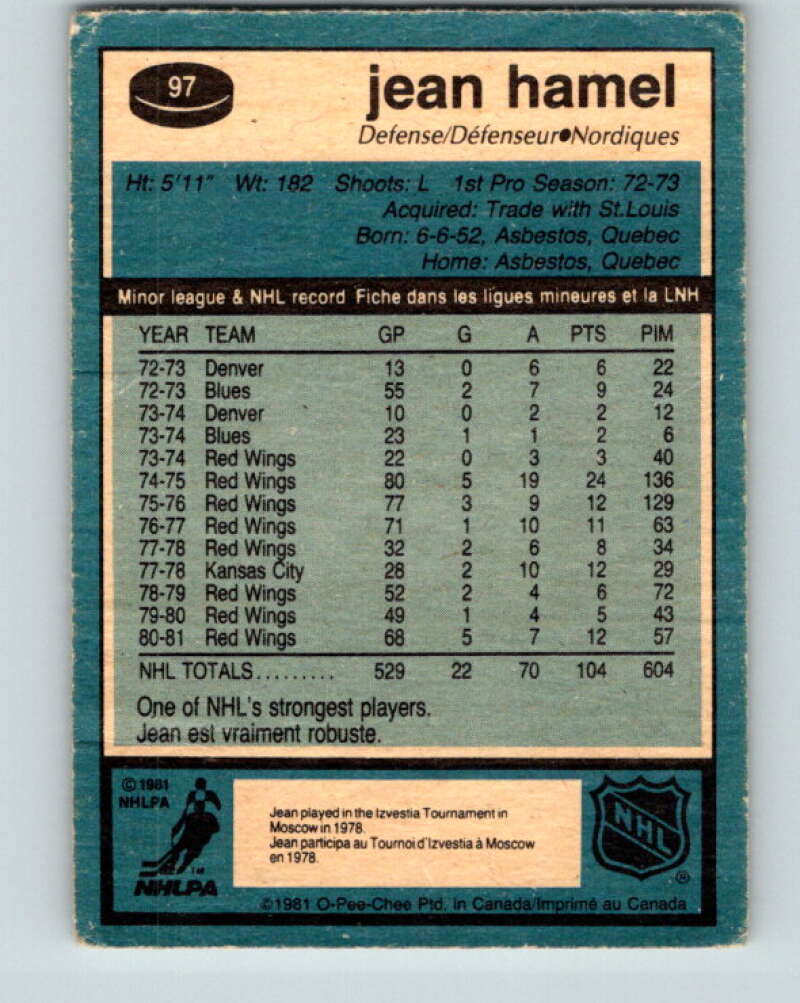 97
jean hamel
Defense/Défenseur●Nordiques
Ht: 5'11" Wt: 182 Shoots: L 1st Pro Season: 72-73
Acquired: Trade with St.Louis
Born: 6-6-52, Asbestos, Quebec
Home: Asbestos, Quebec
Minor league & NHL record Fiche dans les ligues mineures et la LNH
YEAR TEAM GP G A PTS PIM
72-73 Denver 13 0 6 6 22
72-73 Blues 55 2 7 9 24
73-74 Denver 10 0 2 2 12
73-74 Blues 23 1 1 2 6
73-74 Red Wings 22 0 3 3 40
74-75 Red Wings 80 5 19 24 136
75-76 Red Wings 77 3 9 12 129
76-77 Red Wings 71 1 10 11 63
77-78 Red Wings 32 2 6 8 34
77-78 Kansas City 28 2 10 12 29
78-79 Red Wings 52 2 4 6 72
79-80 Red Wings 49 1 4 5 43
80-81 Red Wings 68 5 7 12 57
NHL TOTALS......... 529 22 70 104 604
One of NHL's strongest players.
Jean est vraiment robuste.
© 1981
NHLPA
TM
NHLPA
Jean played in the Izvestia Tournament in
Moscow in 1978.
Jean participa au Tournoi d'Izvestia à Moscow
en 1978.
NHL
®
©1981 O-Pee-Chee Ptd. in Canada/Imprimé au Canada